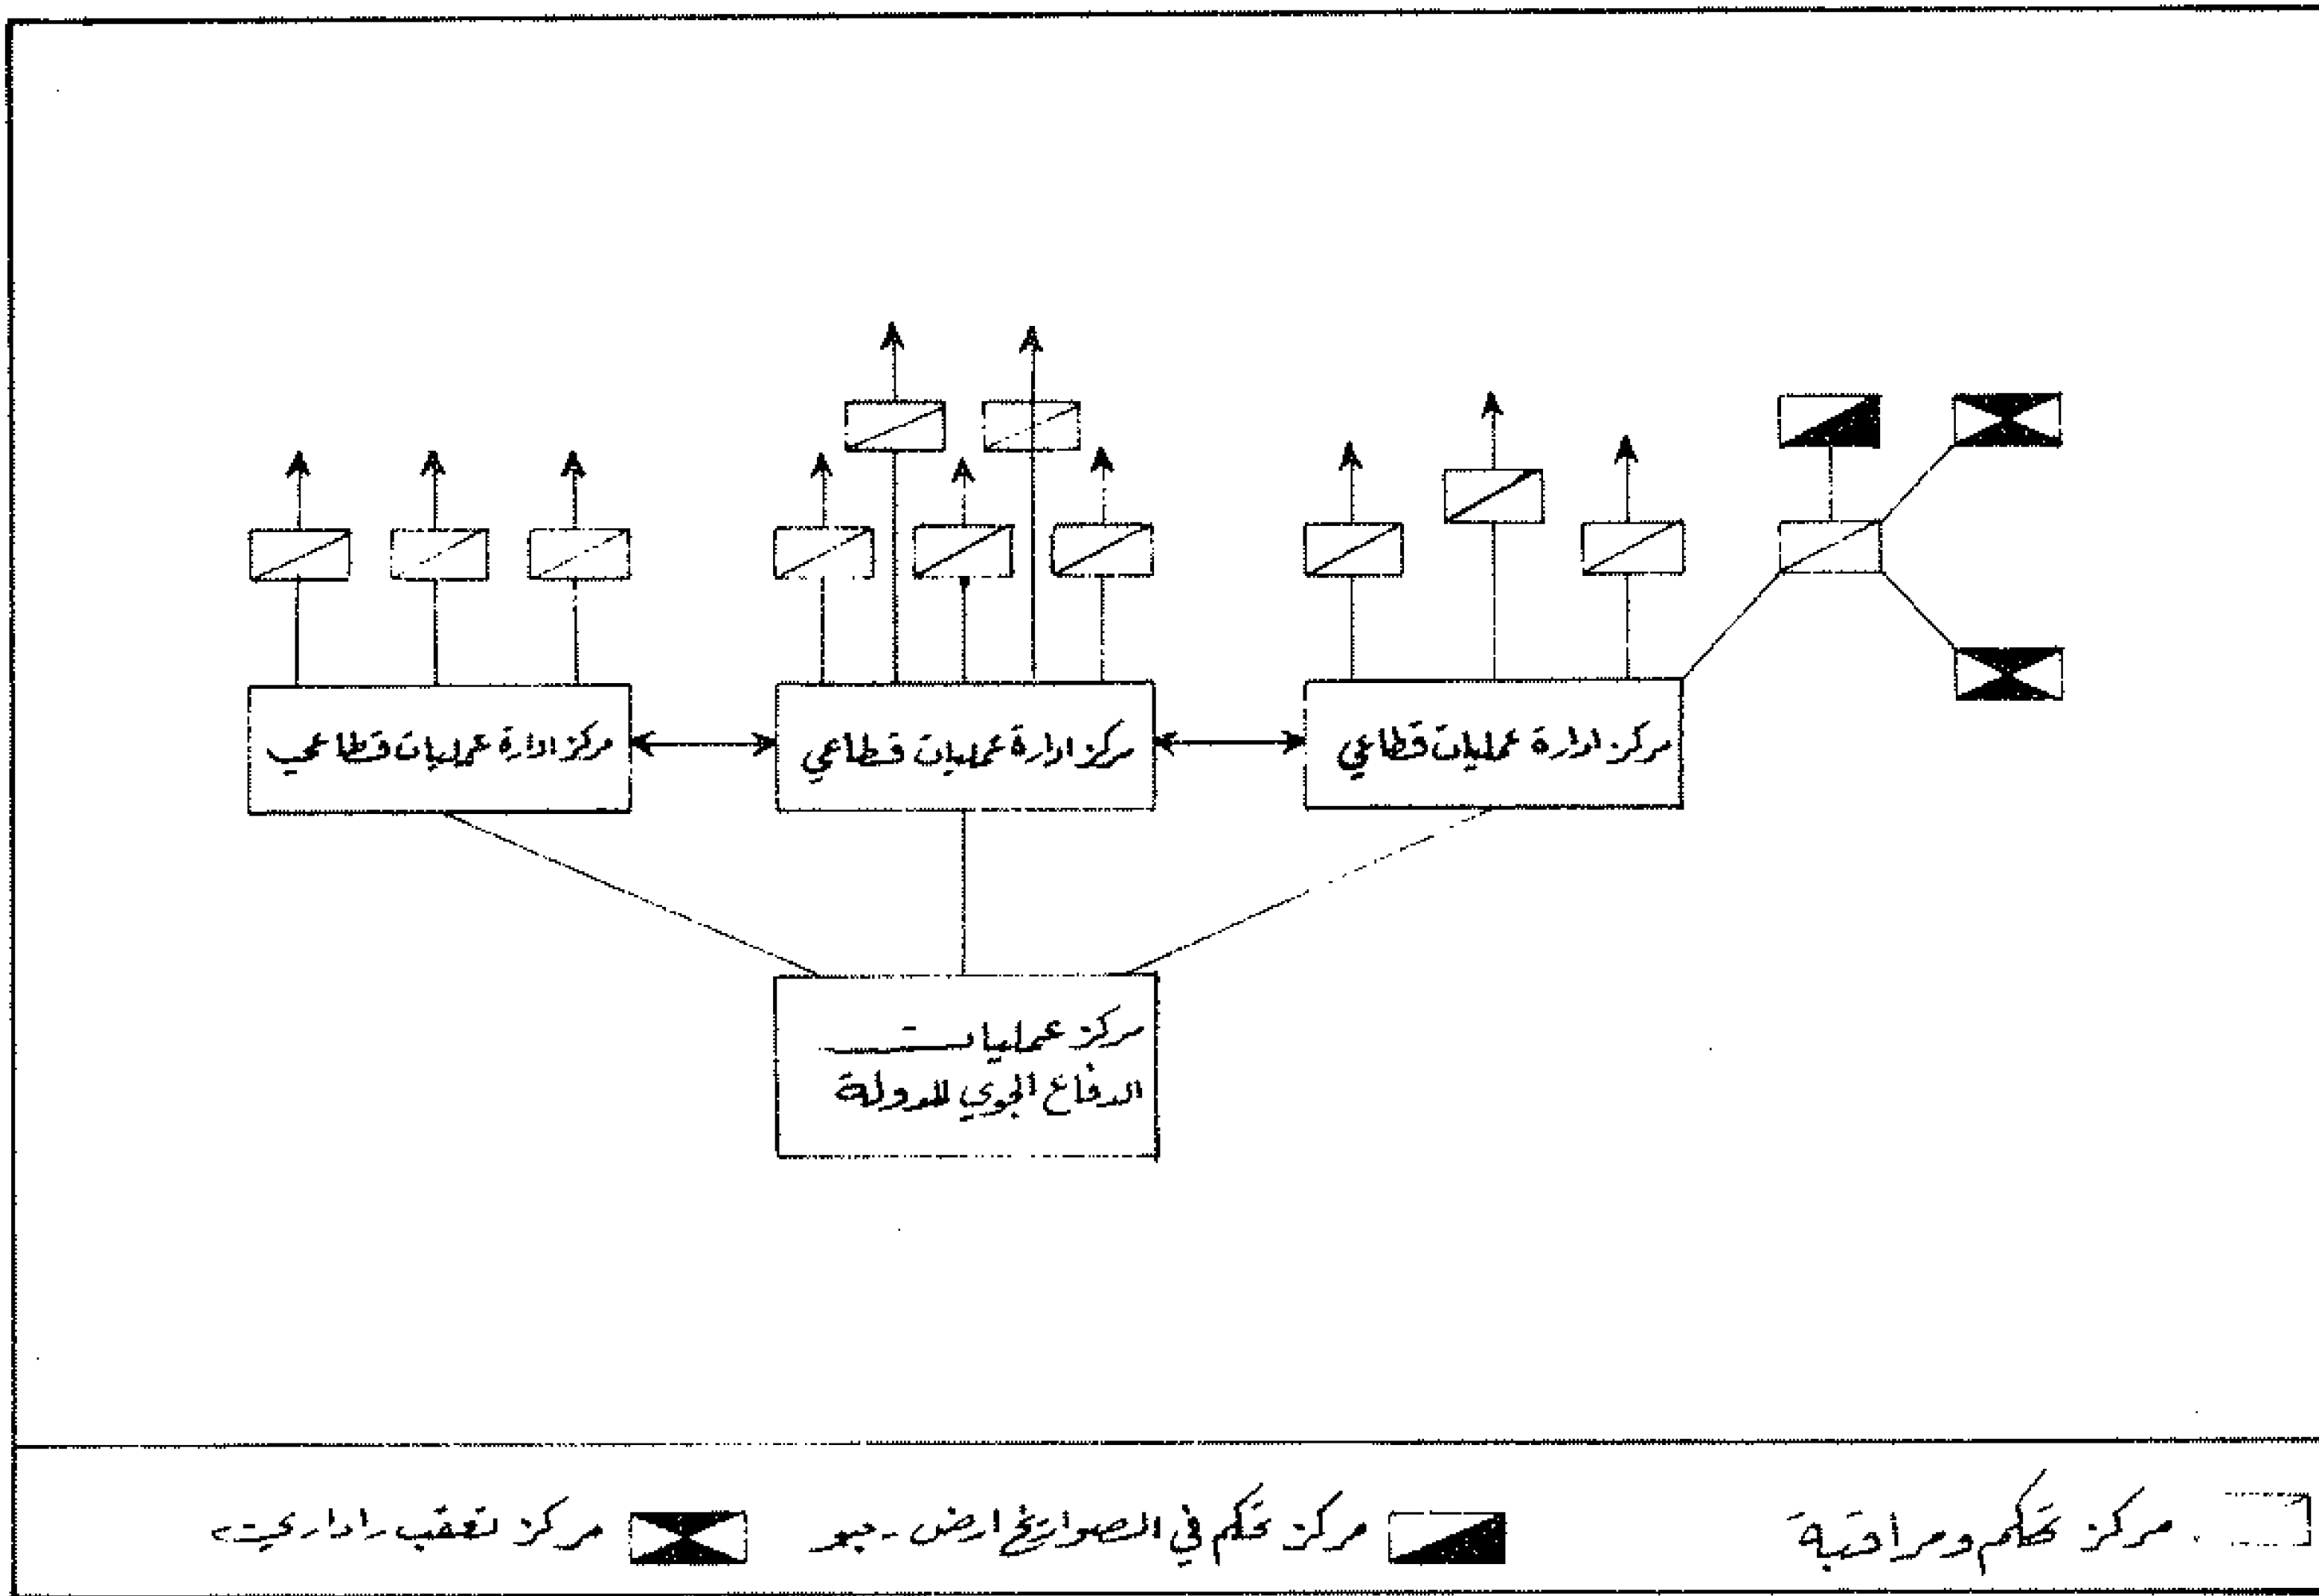 مركز ادارة عمليات قطاعي
مركز ادارة عمليات قطاعي
مركز ادارة عمليات قطاعي
مركز عمليات
الدفاع الجوي للدولة
مركز تحكم ومراقبة
مركز تحكم في الصواريخ ارض - جو
مركز تعقب راداري